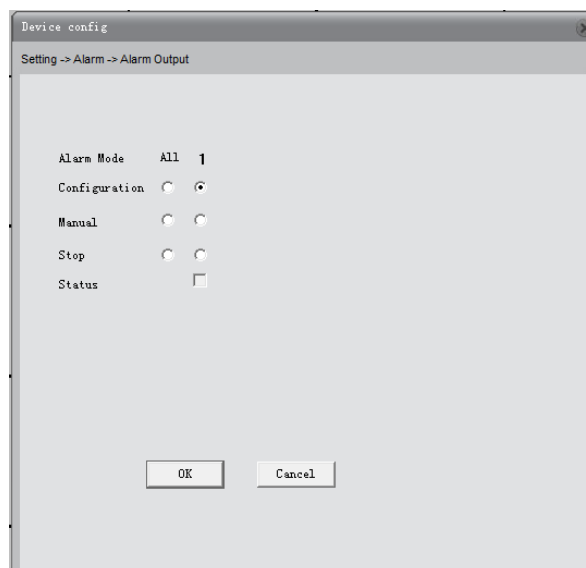 Device config
Setting -> Alarm -> Alarm Output
Alarm Mode All 1
Configuration
Manual
Stop
Status
OK Cancel